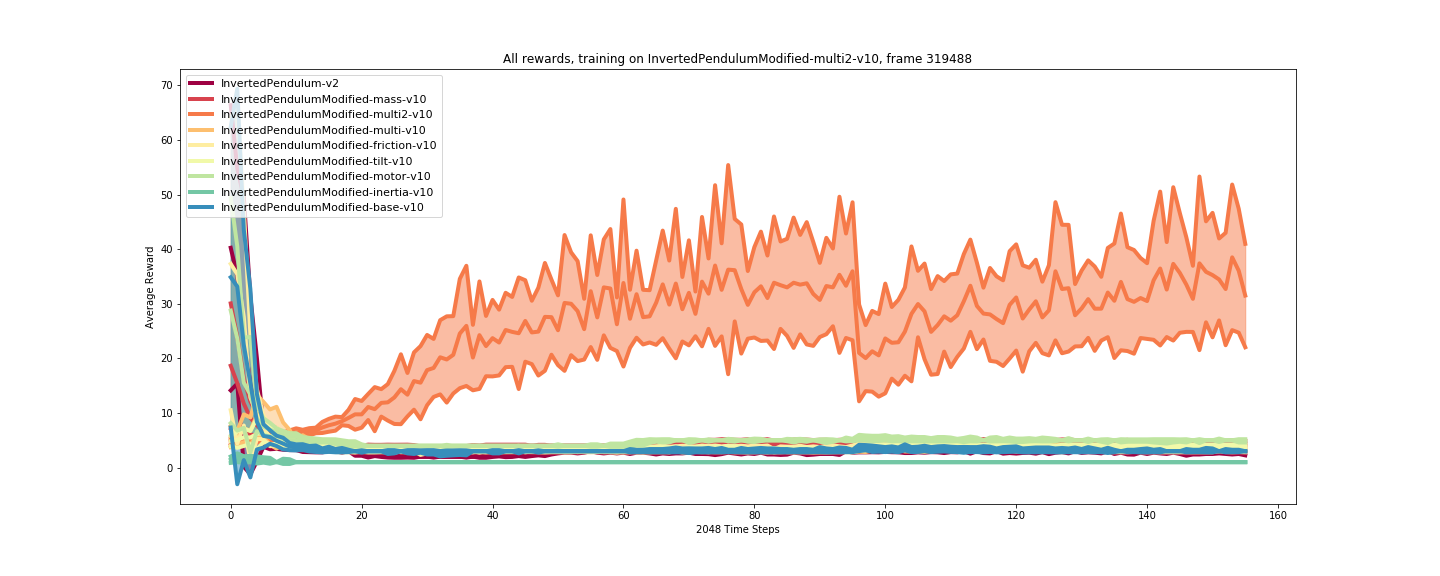 All rewards, training on InvertedPendulumModified-multi2-v10, frame 319488
InvertedPendulum-v2
InvertedPendulumModified-mass-v10
InvertedPendulumModified-multi2-v10
InvertedPendulumModified-multi-v10
InvertedPendulumModified-friction-v10
InvertedPendulumModified-tilt-v10
InvertedPendulumModified-motor-v10
InvertedPendulumModified-inertia-v10
InvertedPendulumModified-base-v10
Average Reward
70
60
50
40
30
20
10
0
0 20 40 60 80 100 120 140 160
2048 Time Steps